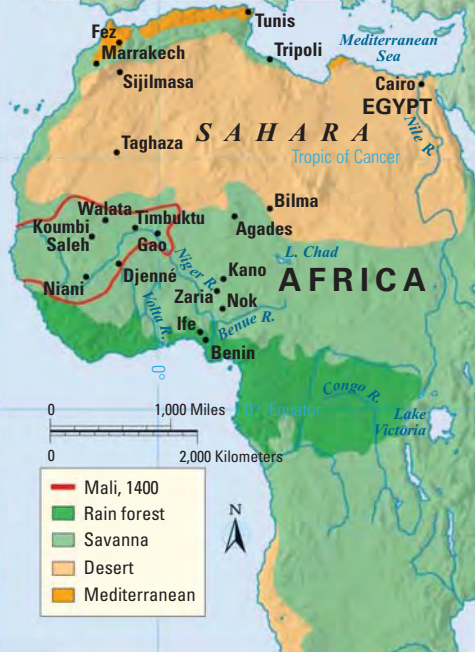 Tunis
Fez
Marrakech
Tripoli
Mediterranean
Sea
Sijilmasa
Cairo
EGYPT
SAHARA
Nile R.
Taghaza
Tropic of Cancer
Bilma
Walata
Timbuktu
Agades
Koumbi
Saleh
Gao
L. Chad
Niani
Djenné
Niger R.
Kano
AFRICA
Zaria
Nok
Volta R.
Ife
Benue R.
Benin
0°
Congo R.
0
1,000 Miles
0° Equator
Lake
Victoria
0
2,000 Kilometers
Mali, 1400
Rain forest
Savanna
Desert
Mediterranean
N